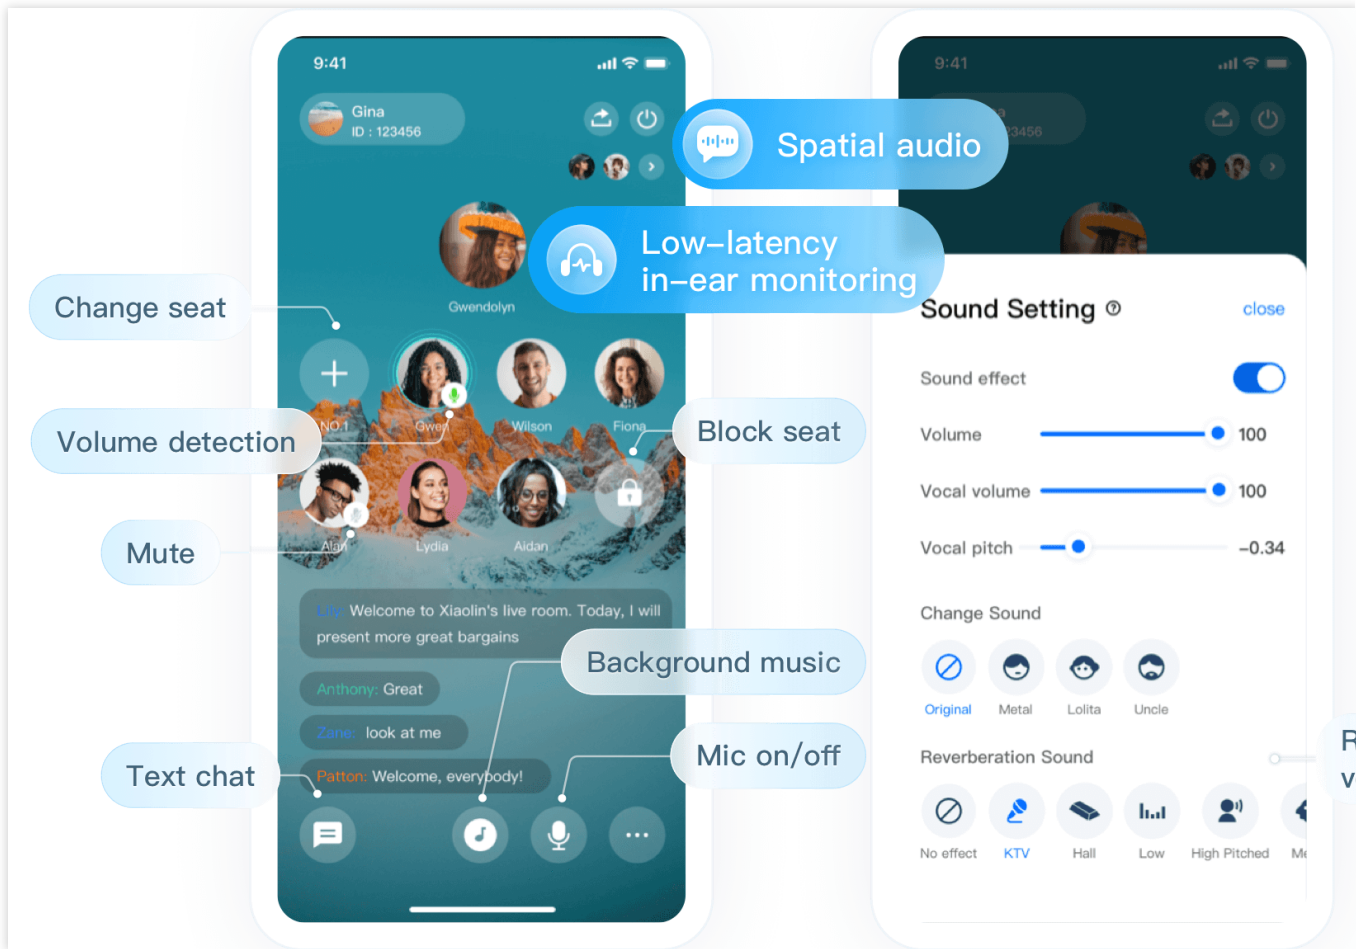 9:41
Gina
ID : 123456
Spatial audio
Low-latency
in-ear monitoring
Gwendolyn
Change seat
NO.1
Gwen
Wilson
Fiona
Volume detection
Block seat
Alan
Lydia
Aidan
Mute
Lily: Welcome to Xiaolin's live room. Today, I will
present more great bargains
Background music
Anthony: Great
Zane: look at me
Mic on/off
Text chat
Patton: Welcome, everybody!
9:41
a
23456
Sound Setting
close
Sound effect
Volume 100
Vocal volume 100
Vocal pitch -0.34
Change Sound
Original Metal Lolita Uncle
Reverberation Sound
No effect KTV Hall Low High Pitched Me
R
v